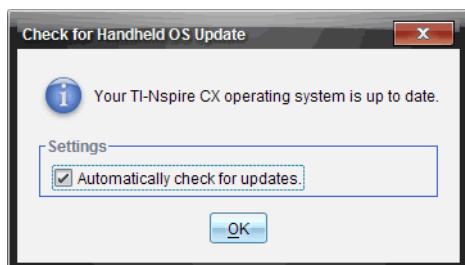 Check for Handheld OS Update
Your TI-Nspire CX operating system is up to date.
Settings
Automatically check for updates.
OK